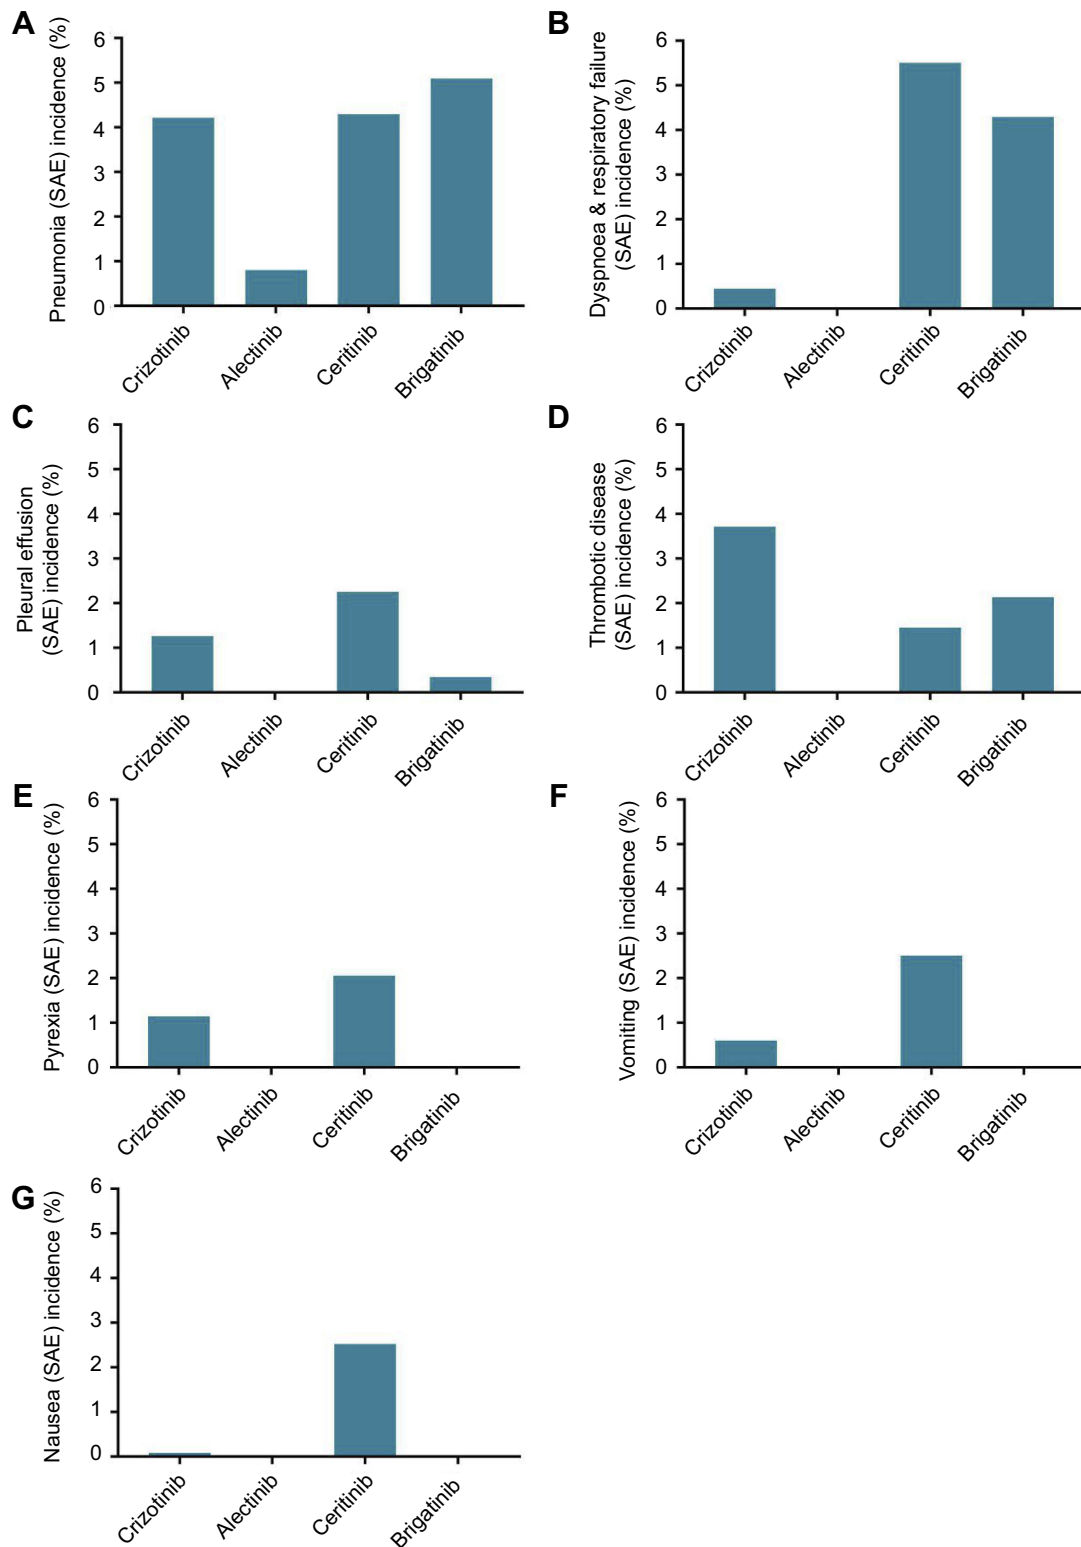 A
Pneumonia (SAE) incidence (%)
6
5
4
3
2
1
0
Crizotinib
Alectinib
Ceritinib
Brigatinib
B
Dyspnoea & respiratory failure
(SAE) incidence (%)
6
5
4
3
2
1
0
Crizotinib
Alectinib
Ceritinib
Brigatinib
C
Pleural effusion
(SAE) incidence (%)
6
5
4
3
2
1
0
Crizotinib
Alectinib
Ceritinib
Brigatinib
D
Thrombotic disease
(SAE) incidence (%)
6
5
4
3
2
1
0
Crizotinib
Alectinib
Ceritinib
Brigatinib
E
Pyrexia (SAE) incidence (%)
6
5
4
3
2
1
0
Crizotinib
Alectinib
Ceritinib
Brigatinib
F
Vomiting (SAE) incidence (%)
6
5
4
3
2
1
0
Crizotinib
Alectinib
Ceritinib
Brigatinib
G
Nausea (SAE) incidence (%)
6
5
4
3
2
1
0
Crizotinib
Alectinib
Ceritinib
Brigatinib